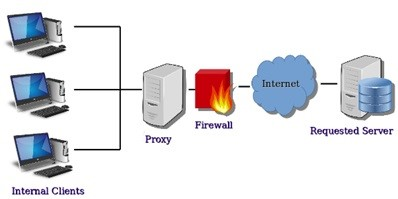 Internet
Firewall
Proxy
Requested Server
Internal Clients